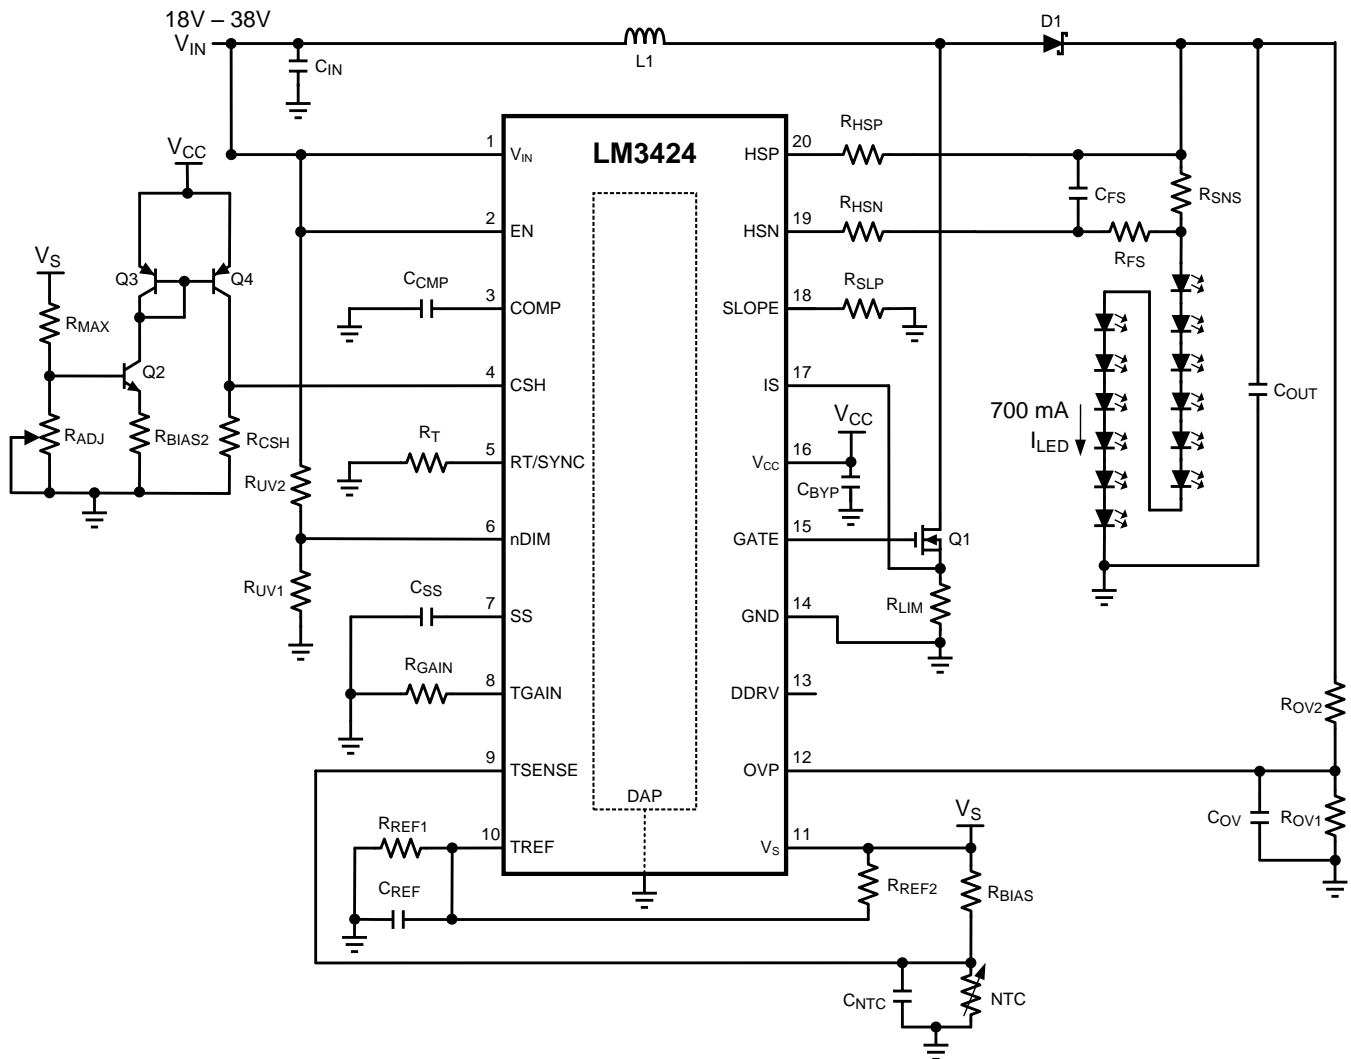 18V – 38V
VIN
CIN
L1
D1
LM3424
VCC
VS
Q3
Q4
RMAX
Q2
RADJ
RBIAS2
RCSH
RUV2
RUV1
CCMP
RT
CSS
RGAIN
RREF1
CREF
1
VIN
2
EN
3
COMP
4
CSH
5
RT/SYNC
6
nDIM
7
SS
8
TGAIN
9
TSENSE
10
TREF
DAP
20
HSP
19
HSN
18
SLOPE
17
IS
16
VCC
15
GATE
14
GND
13
DDRV
12
OVP
11
VS
RHSP
RHSN
CFS
RFS
RSNS
RSLP
VCC
CBYP
Q1
RLIM
700 mA
ILED
COUT
ROV2
COV
ROV1
VS
RREF2
RBIAS
CNTC
NTC